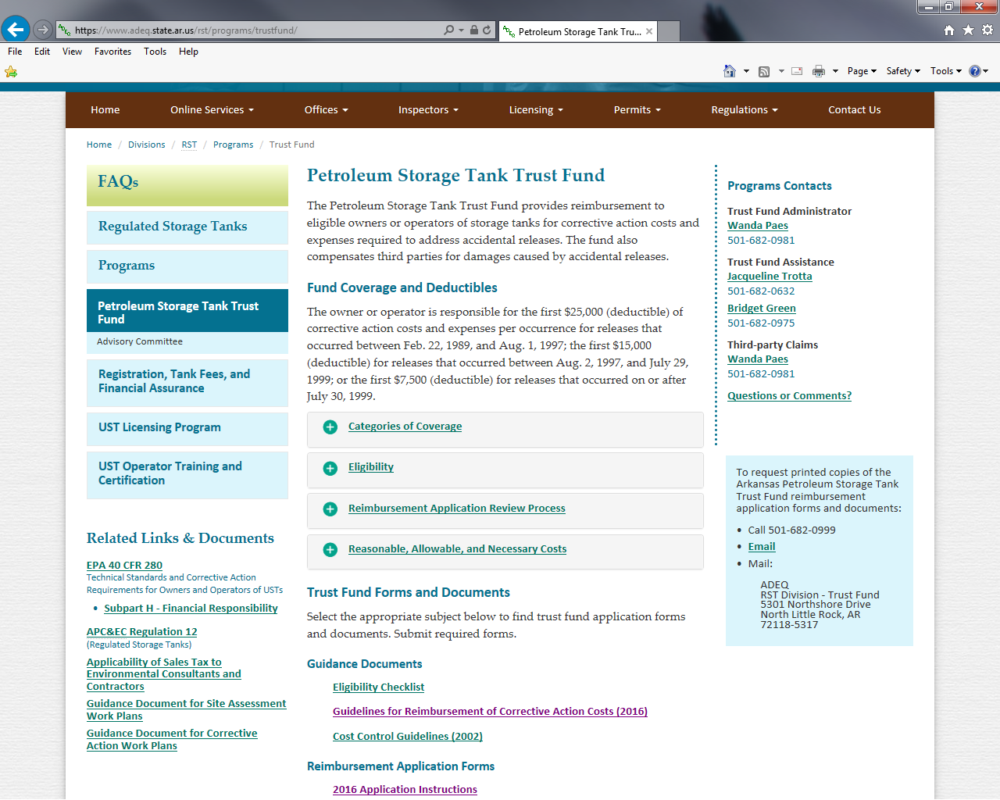 https://www.adeq.state.ar.us/rst/programs/trustfund/
Petroleum Storage Tank Tru...
File Edit View Favorites Tools Help
Page Safety Tools
Home Online Services Offices Inspectors Licensing Permits Regulations Contact Us
Home / Divisions / RST / Programs / Trust Fund
FAQs
Regulated Storage Tanks
Programs
Petroleum Storage Tank Trust
Fund
Advisory Committee
Registration, Tank Fees, and
Financial Assurance
UST Licensing Program
UST Operator Training and
Certification
Related Links & Documents
EPA 40 CFR 280
Technical Standards and Corrective Action
Requirements for Owners and Operators of USTs
• Subpart H - Financial Responsibility
APC&EC Regulation 12
(Regulated Storage Tanks)
Applicability of Sales Tax to
Environmental Consultants and
Contractors
Guidance Document for Site Assessment
Work Plans
Guidance Document for Corrective
Action Work Plans
Petroleum Storage Tank Trust Fund
The Petroleum Storage Tank Trust Fund provides reimbursement to
eligible owners or operators of storage tanks for corrective action costs and
expenses required to address accidental releases. The fund also
compensates third parties for damages caused by accidental releases.
Fund Coverage and Deductibles
The owner or operator is responsible for the first $25,000 (deductible) of
corrective action costs and expenses per occurrence for releases that
occurred between Feb. 22, 1989, and Aug. 1, 1997; the first $15,000
(deductible) for releases that occurred between Aug. 2, 1997, and July 29,
1999; or the first $7,500 (deductible) for releases that occurred on or after
July 30, 1999.
Categories of Coverage
Eligibility
Reimbursement Application Review Process
Reasonable, Allowable, and Necessary Costs
Trust Fund Forms and Documents
Select the appropriate subject below to find trust fund application forms
and documents. Submit required forms.
Guidance Documents
Eligibility Checklist
Guidelines for Reimbursement of Corrective Action Costs (2016)
Cost Control Guidelines (2002)
Reimbursement Application Forms
2016 Application Instructions
Programs Contacts
Trust Fund Administrator
Wanda Paes
501-682-0981
Trust Fund Assistance
Jacqueline Trotta
501-682-0632
Bridget Green
501-682-0975
Third-party Claims
Wanda Paes
501-682-0981
Questions or Comments?
To request printed copies of the
Arkansas Petroleum Storage Tank
Trust Fund reimbursement
application forms and documents:
• Call 501-682-0999
• Email
• Mail:
ADEQ
RST Division - Trust Fund
5301 Northshore Drive
North Little Rock, AR
72118-5317